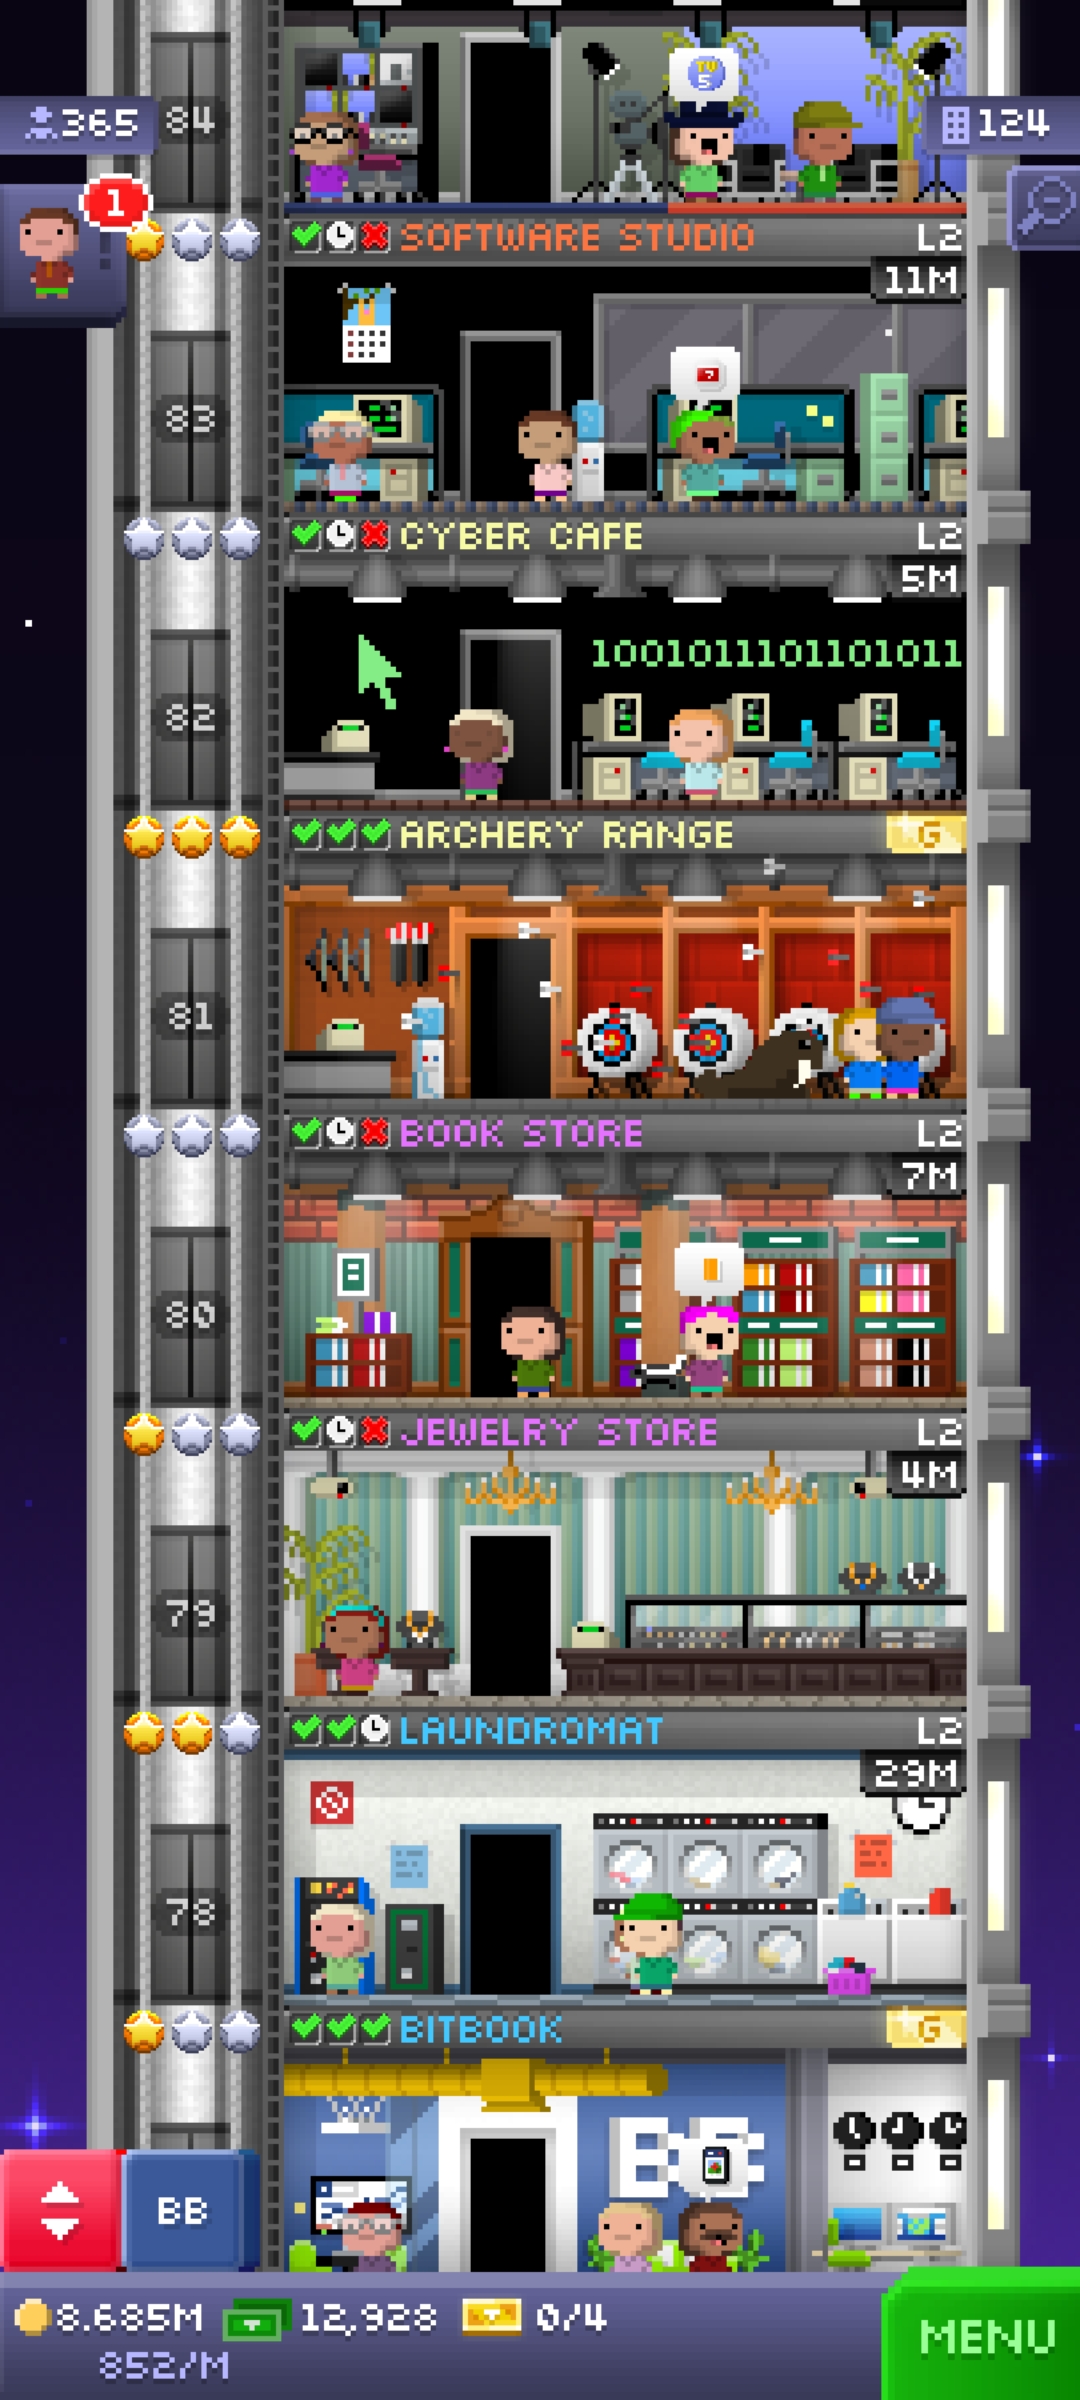 TV
5
84
365
124
1
SOFTWARE STUDIO
L2
11M
?
83
CYBER CAFE
L2
5M
1001011101101011
82
ARCHERY RANGE
G
81
BOOK STORE
L2
7M
80
JEWELRY STORE
L2
4M
79
LAUNDROMAT
L2
29M
78
BITBOOK
G
BB
8.685M
12,928
0/4
852/M
MENU